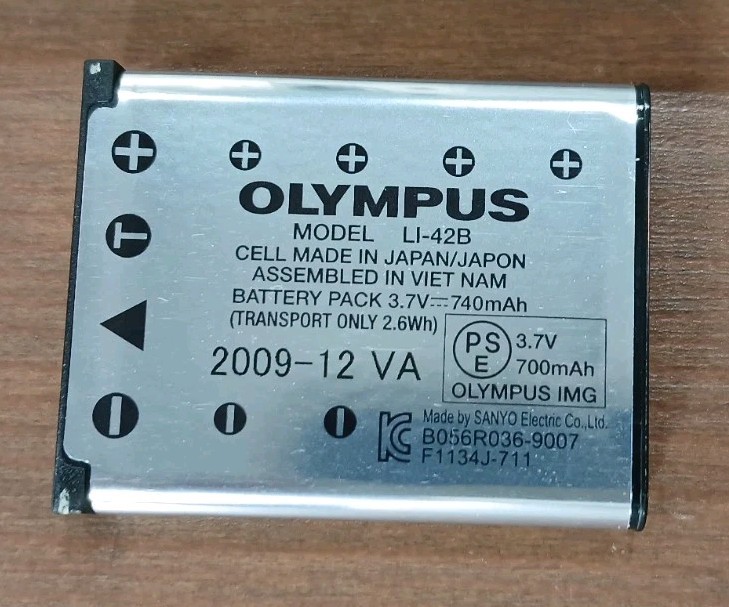 OLYMPUS
MODEL LI-42B
CELL MADE IN JAPAN/JAPON
ASSEMBLED IN VIET NAM
BATTERY PACK 3.7V⎓740mAh
(TRANSPORT ONLY 2.6Wh)
2009-12 VA
PS
E
3.7V
700mAh
OLYMPUS IMG
Made by SANYO Electric Co.,Ltd.
B056R036-9007
F1134J-711
+
+
+
+
+
T
−
−
−
KC